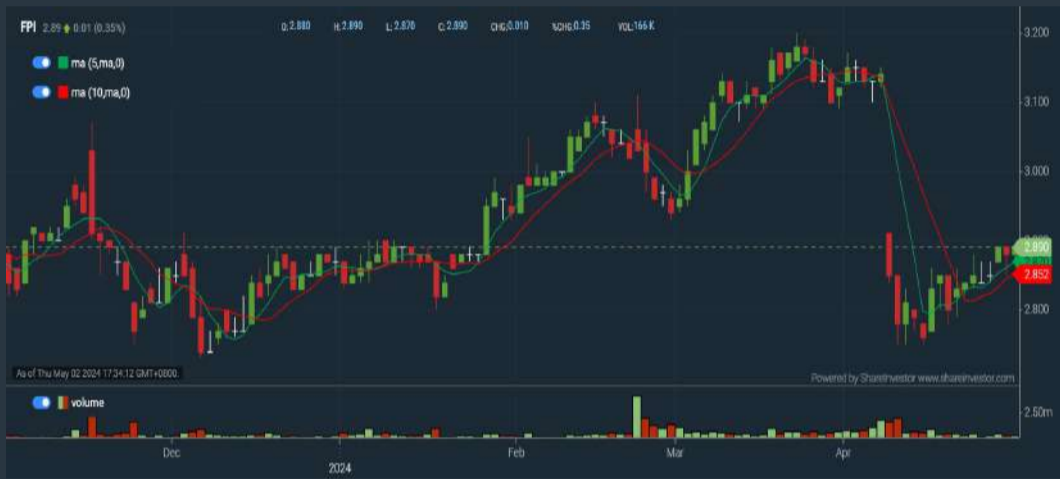 FPI 2.89 0.01 (0.35%) O: 2.880 H: 2.890 L: 2.870 C: 2.890 CHG:0.010 %CHG:0.35 VOL:166 K
ma (5,ma,0)
ma (10,ma,0)
3.200
3.100
3.000
2.890
2.852
2.800
As of Thu May 02 2024 17:34:12 GMT+0800.
Powered by ShareInvestor www.shareinvestor.com
volume
2.50m
Dec 2024 Feb Mar Apr